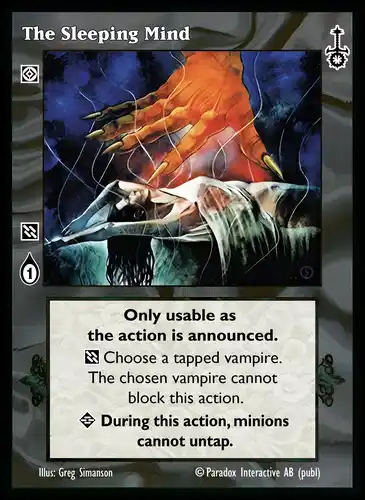 The Sleeping Mind
1
Only usable as
the action is announced.
Choose a tapped vampire.
The chosen vampire cannot
block this action.
During this action, minions
cannot untap.
Illus: Greg Simanson
© Paradox Interactive AB (publ)